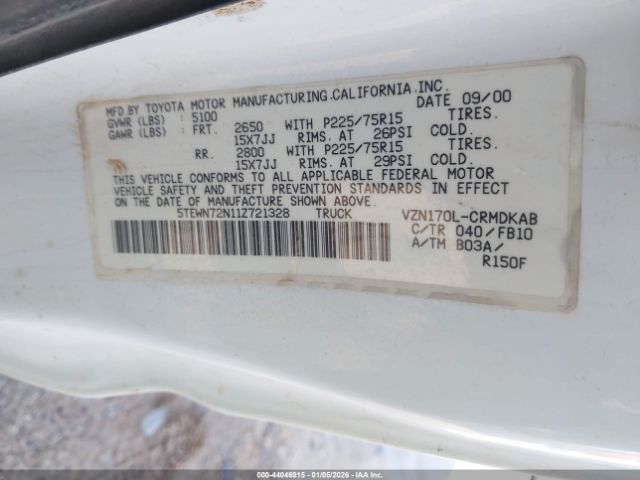 MFD BY TOYOTA MOTOR MANUFACTURING.CALIFORNIA.INC.
GVWR (LBS) : 5100 DATE 09/00
GAWR (LBS) : FRT. 2650 WITH P225/75R15 TIRES.
15X7JJ RIMS. AT 26PSI COLD.
RR. 2800 WITH P225/75R15 TIRES.
15X7JJ RIMS. AT 29PSI COLD.
THIS VEHICLE CONFORMS TO ALL APPLICABLE FEDERAL MOTOR
VEHICLE SAFETY AND THEFT PREVENTION STANDARDS IN EFFECT
ON THE DATE OF MANUFACTURE SHOWN ABOVE.
5TEWN72N11Z721328 TRUCK VZN170L-CRMDKAB
C/TR 040/FB10
A/TM B03A/
R150F
000-44046915 - 01/05/2026 - IAAI